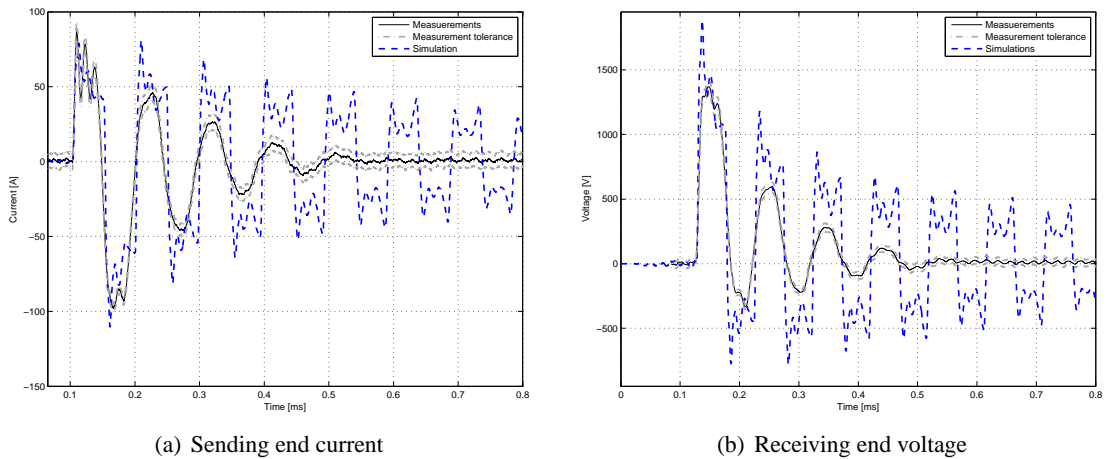 100
50
0
−50
−100
−150
0.1
0.2
0.3
0.4
0.5
0.6
0.7
0.8
Time [ms]
Current [A]
Measuerements
Measurement tolerance
Simulation
(a) Sending end current
1500
1000
500
0
−500
0
0.1
0.2
0.3
0.4
0.5
0.6
0.7
0.8
Time [ms]
Voltage [V]
Measuerements
Measurement tolerance
Simulations
(b) Receiving end voltage